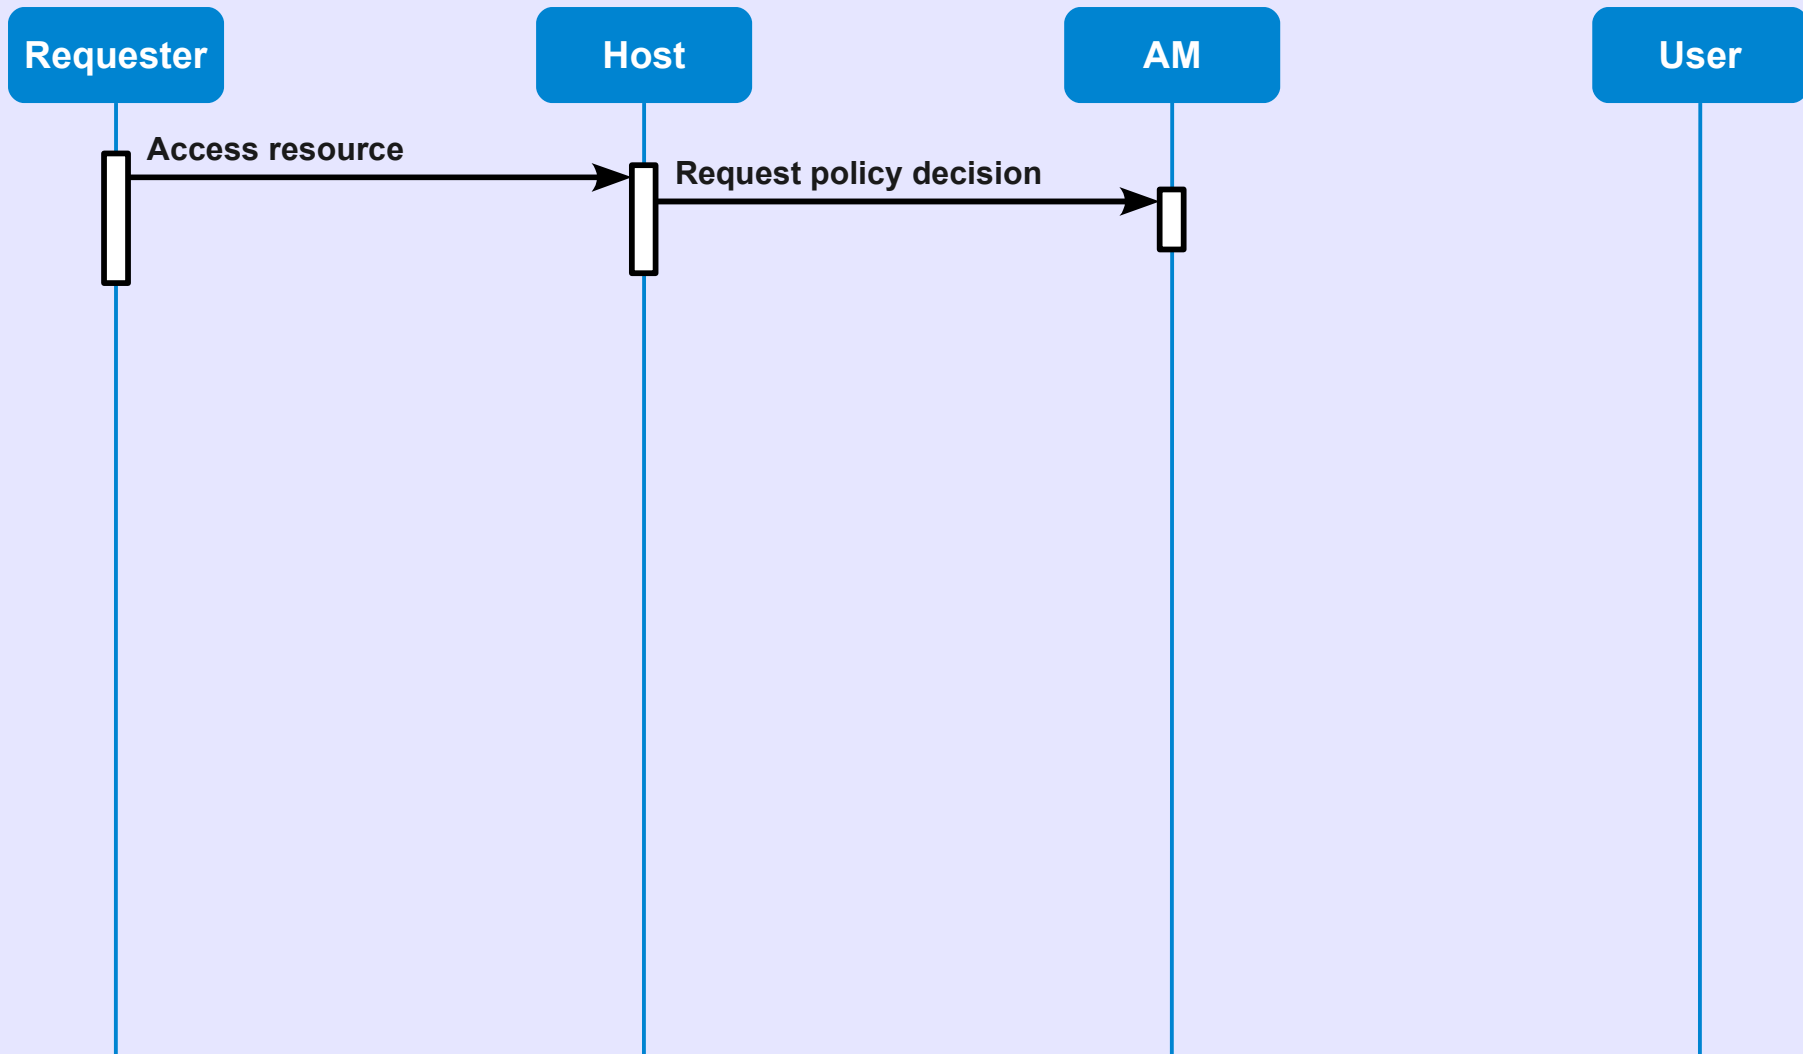 Requester
Host
AM
User
Access resource
Request policy decision